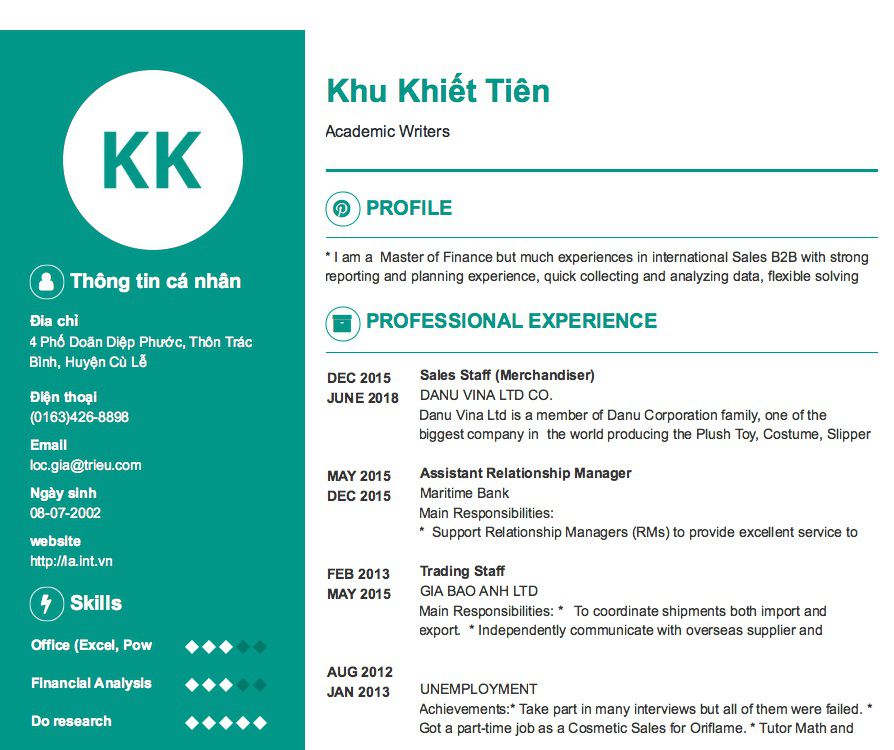 KK
Thông tin cá nhân
Địa chỉ
4 Phố Doãn Diệp Phước, Thôn Trác
Bình, Huyện Cù Lễ
Điện thoại
(0163)426-8898
Email
loc.gia@trieu.com
Ngày sinh
08-07-2002
website
http://la.int.vn
Skills
Office (Excel, Pow
Financial Analysis
Do research
Khu Khiết Tiên
Academic Writers
PROFILE
* I am a  Master of Finance but much experiences in international Sales B2B with strong
reporting and planning experience, quick collecting and analyzing data, flexible solving
PROFESSIONAL EXPERIENCE
DEC 2015
JUNE 2018
Sales Staff (Merchandiser)
DANU VINA LTD CO.
Danu Vina Ltd is a member of Danu Corporation family, one of the
biggest company in  the world producing the Plush Toy, Costume, Slipper
MAY 2015
DEC 2015
Assistant Relationship Manager
Maritime Bank
Main Responsibilities:
*  Support Relationship Managers (RMs) to provide excellent service to
FEB 2013
MAY 2015
Trading Staff
GIA BAO ANH LTD
Main Responsibilities: *   To coordinate shipments both import and
export.  * Independently communicate with overseas supplier and
AUG 2012
JAN 2013
UNEMPLOYMENT
Achievements:* Take part in many interviews but all of them were failed. *
Got a part-time job as a Cosmetic Sales for Oriflame. * Tutor Math and